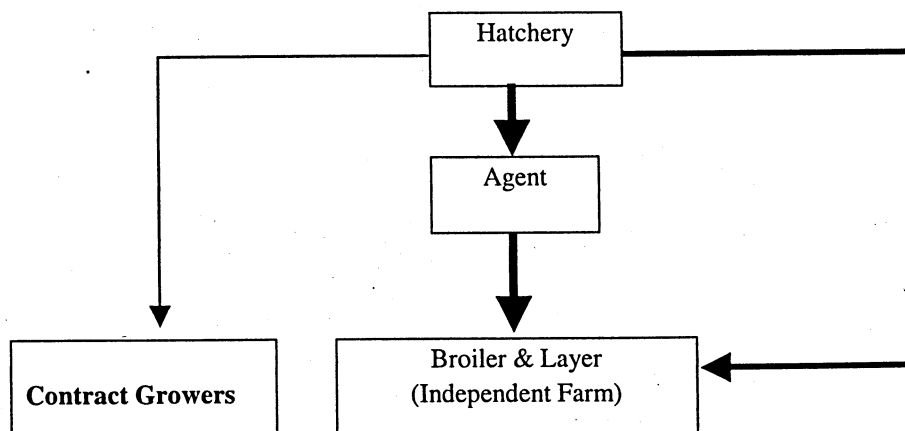 Hatchery
Agent
Contract Growers
Broiler & Layer
(Independent Farm)